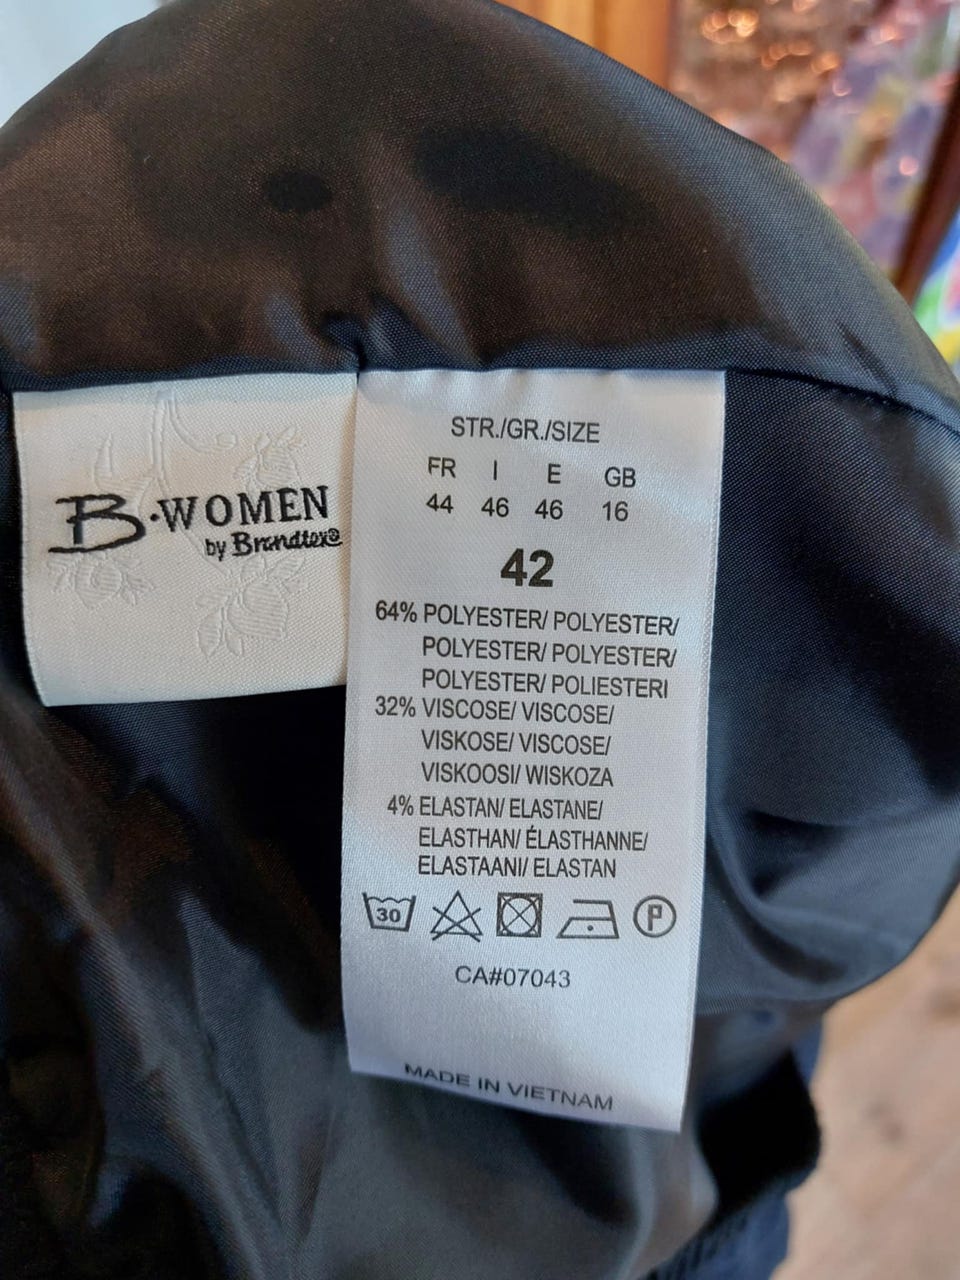 B·WOMEN
by Brandtex®
STR./GR./SIZE
FR I E GB
44 46 46 16
42
64% POLYESTER/ POLYESTER/
POLYESTER/ POLYESTER/
POLYESTER/ POLIESTERI
32% VISCOSE/ VISCOSE/
VISKOSE/ VISCOSE/
VISKOOSI/ WISKOZA
4% ELASTAN/ ELASTANE/
ELASTHAN/ ÉLASTHANNE/
ELASTAANI/ ELASTAN
30 P
CA#07043
MADE IN VIETNAM